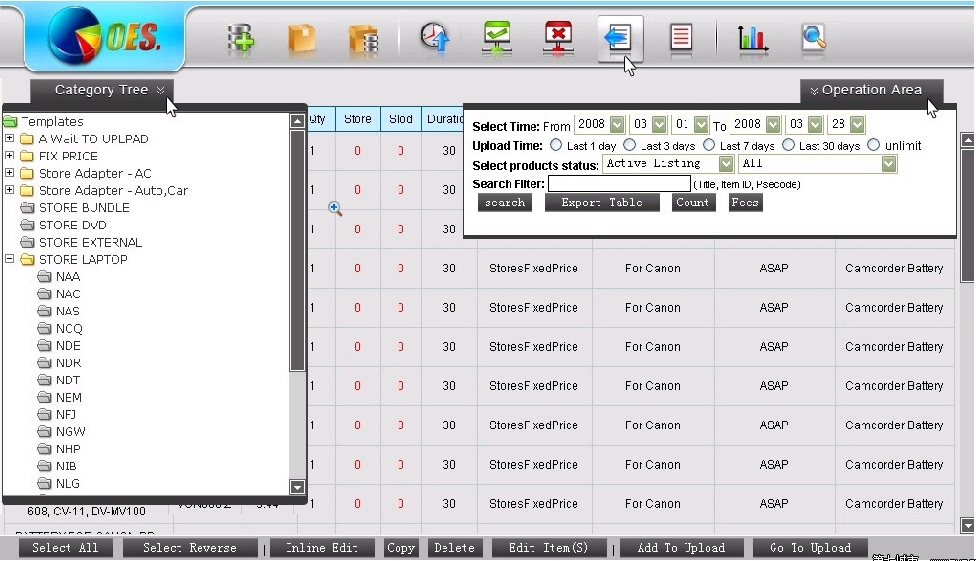 OES.
Category Tree
Operation Area
Templates
FIX PRICE
Store Adapter - AC
Store Adapter - Auto,Car
STORE BUNDLE
STORE DVD
STORE EXTERNAL
STORE LAPTOP
NAA
NAC
NAS
NCQ
NDE
NDR
NDT
NEM
NFJ
NGW
NHP
NIB
NLG
Store
Select Time: From 2008 03 01 To 2008 03 28
Upload Time: Last 1 day Last 3 days Last 7 days Last 30 days unlimit
Select products status: Active Listing All
Search Filter: (Title, Item ID,
search Export Table Count Fees
1 0 0 30
1 0 0 30
1 0 0 30
1 0 0 30 StoresFixedPrice For Canon ASAP Camcorder Battery
1 0 0 30 StoresFixedPrice For Canon ASAP Camcorder Battery
1 0 0 30 StoresFixedPrice For Canon ASAP Camcorder Battery
1 0 0 30 StoresFixedPrice For Canon ASAP Camcorder Battery
1 0 0 30 StoresFixedPrice For Canon ASAP Camcorder Battery
1 0 0 30 StoresFixedPrice For Canon ASAP Camcorder Battery
1 0 0 30 StoresFixedPrice For Canon ASAP Camcorder Battery
608, CV-11, DV-MV100
Select All Select Reverse | Inline Edit Copy Delete Edit Item(S) | Add To Upload Go To Upload